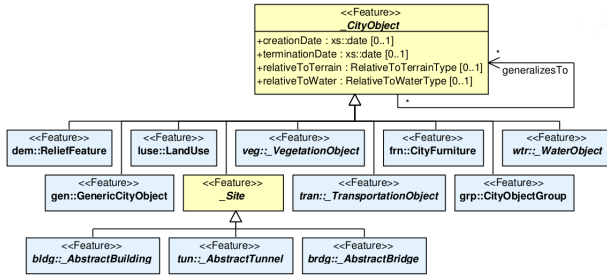 <<Feature>>
_CityObject
+creationDate : xs::date [0..1]
+terminationDate : xs::date [0..1]
+relativeToTerrain : RelativeToTerrainType [0..1]
+relativeToWater : RelativeToWaterType [0..1]
*
generalizesTo
*
<<Feature>>
dem::ReliefFeature
<<Feature>>
luse::LandUse
<<Feature>>
veg::_VegetationObject
<<Feature>>
frn::CityFurniture
<<Feature>>
wtr::_WaterObject
<<Feature>>
gen::GenericCityObject
<<Feature>>
_Site
<<Feature>>
tran::_TransportationObject
<<Feature>>
grp::CityObjectGroup
<<Feature>>
bldg::_AbstractBuilding
<<Feature>>
tun::_AbstractTunnel
<<Feature>>
brdg::_AbstractBridge